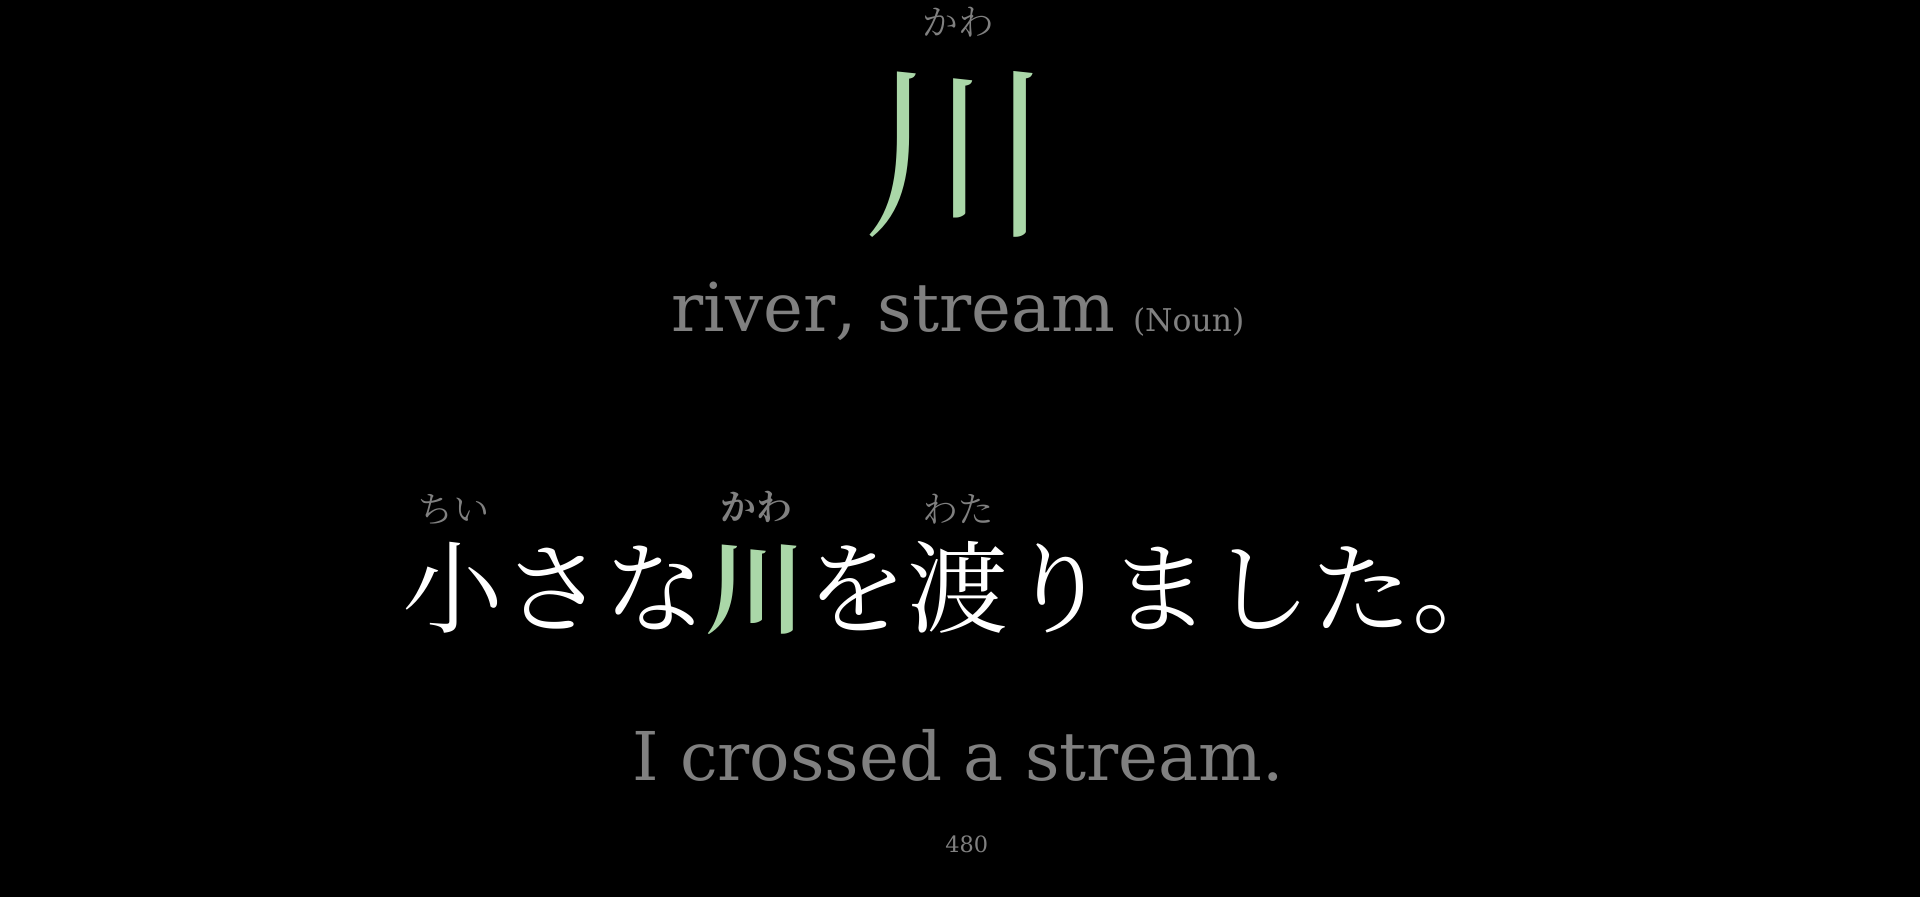 かわ
川
river, stream (Noun)
ちい かわ わた
小さな川を渡りました。
I crossed a stream.
480